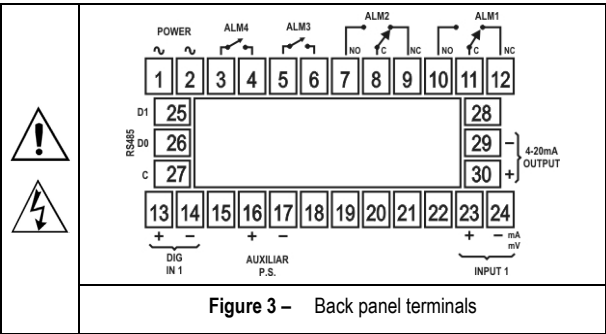 POWER ALM4 ALM3 ALM2 ALM1
NO C NC NO C NC
1 2 3 4 5 6 7 8 9 10 11 12
D1 25 28
RS485 D0 26 29 – 4-20mA OUTPUT
C 27 30 +
13 14 15 16 17 18 19 20 21 22 23 24
+ – + – + – mA
mV
DIG IN 1
AUXILIAR P.S.
INPUT 1
Figure 3 – Back panel terminals